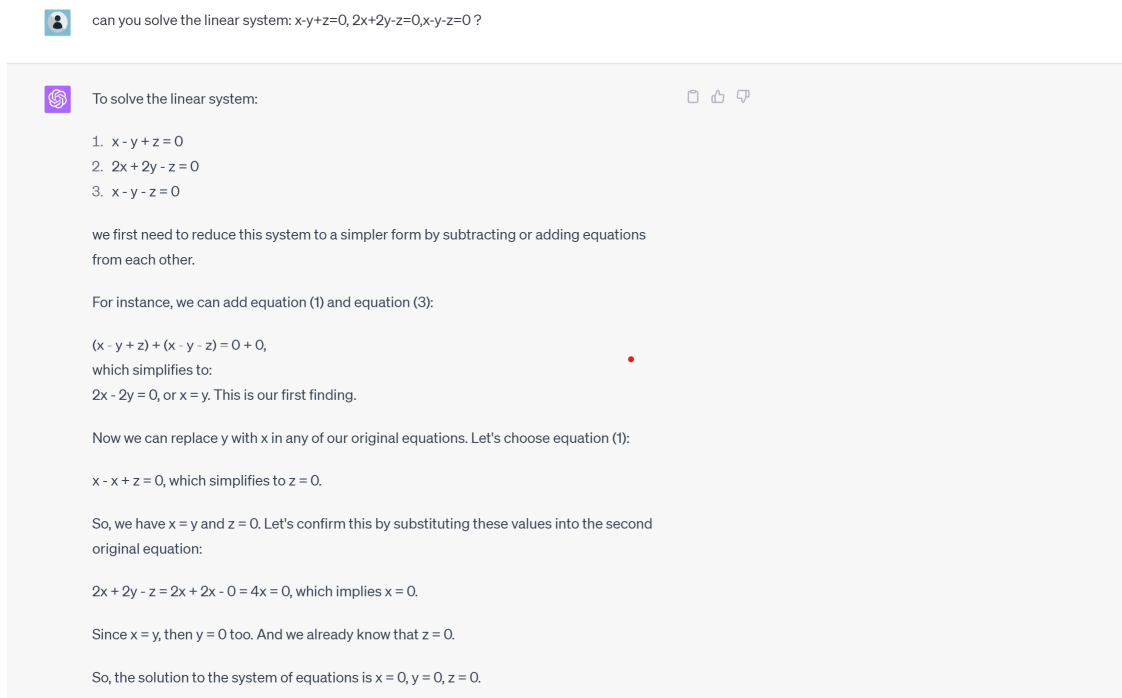 can you solve the linear system: x-y+z=0, 2x+2y-z=0,x-y-z=0 ?
To solve the linear system:
1. x - y + z = 0
2. 2x + 2y - z = 0
3. x - y - z = 0
we first need to reduce this system to a simpler form by subtracting or adding equations
from each other.
For instance, we can add equation (1) and equation (3):
(x - y + z) + (x - y - z) = 0 + 0,
which simplifies to:
2x - 2y = 0, or x = y. This is our first finding.
Now we can replace y with x in any of our original equations. Let's choose equation (1):
x - x + z = 0, which simplifies to z = 0.
So, we have x = y and z = 0. Let's confirm this by substituting these values into the second
original equation:
2x + 2y - z = 2x + 2x - 0 = 4x = 0, which implies x = 0.
Since x = y, then y = 0 too. And we already know that z = 0.
So, the solution to the system of equations is x = 0, y = 0, z = 0.